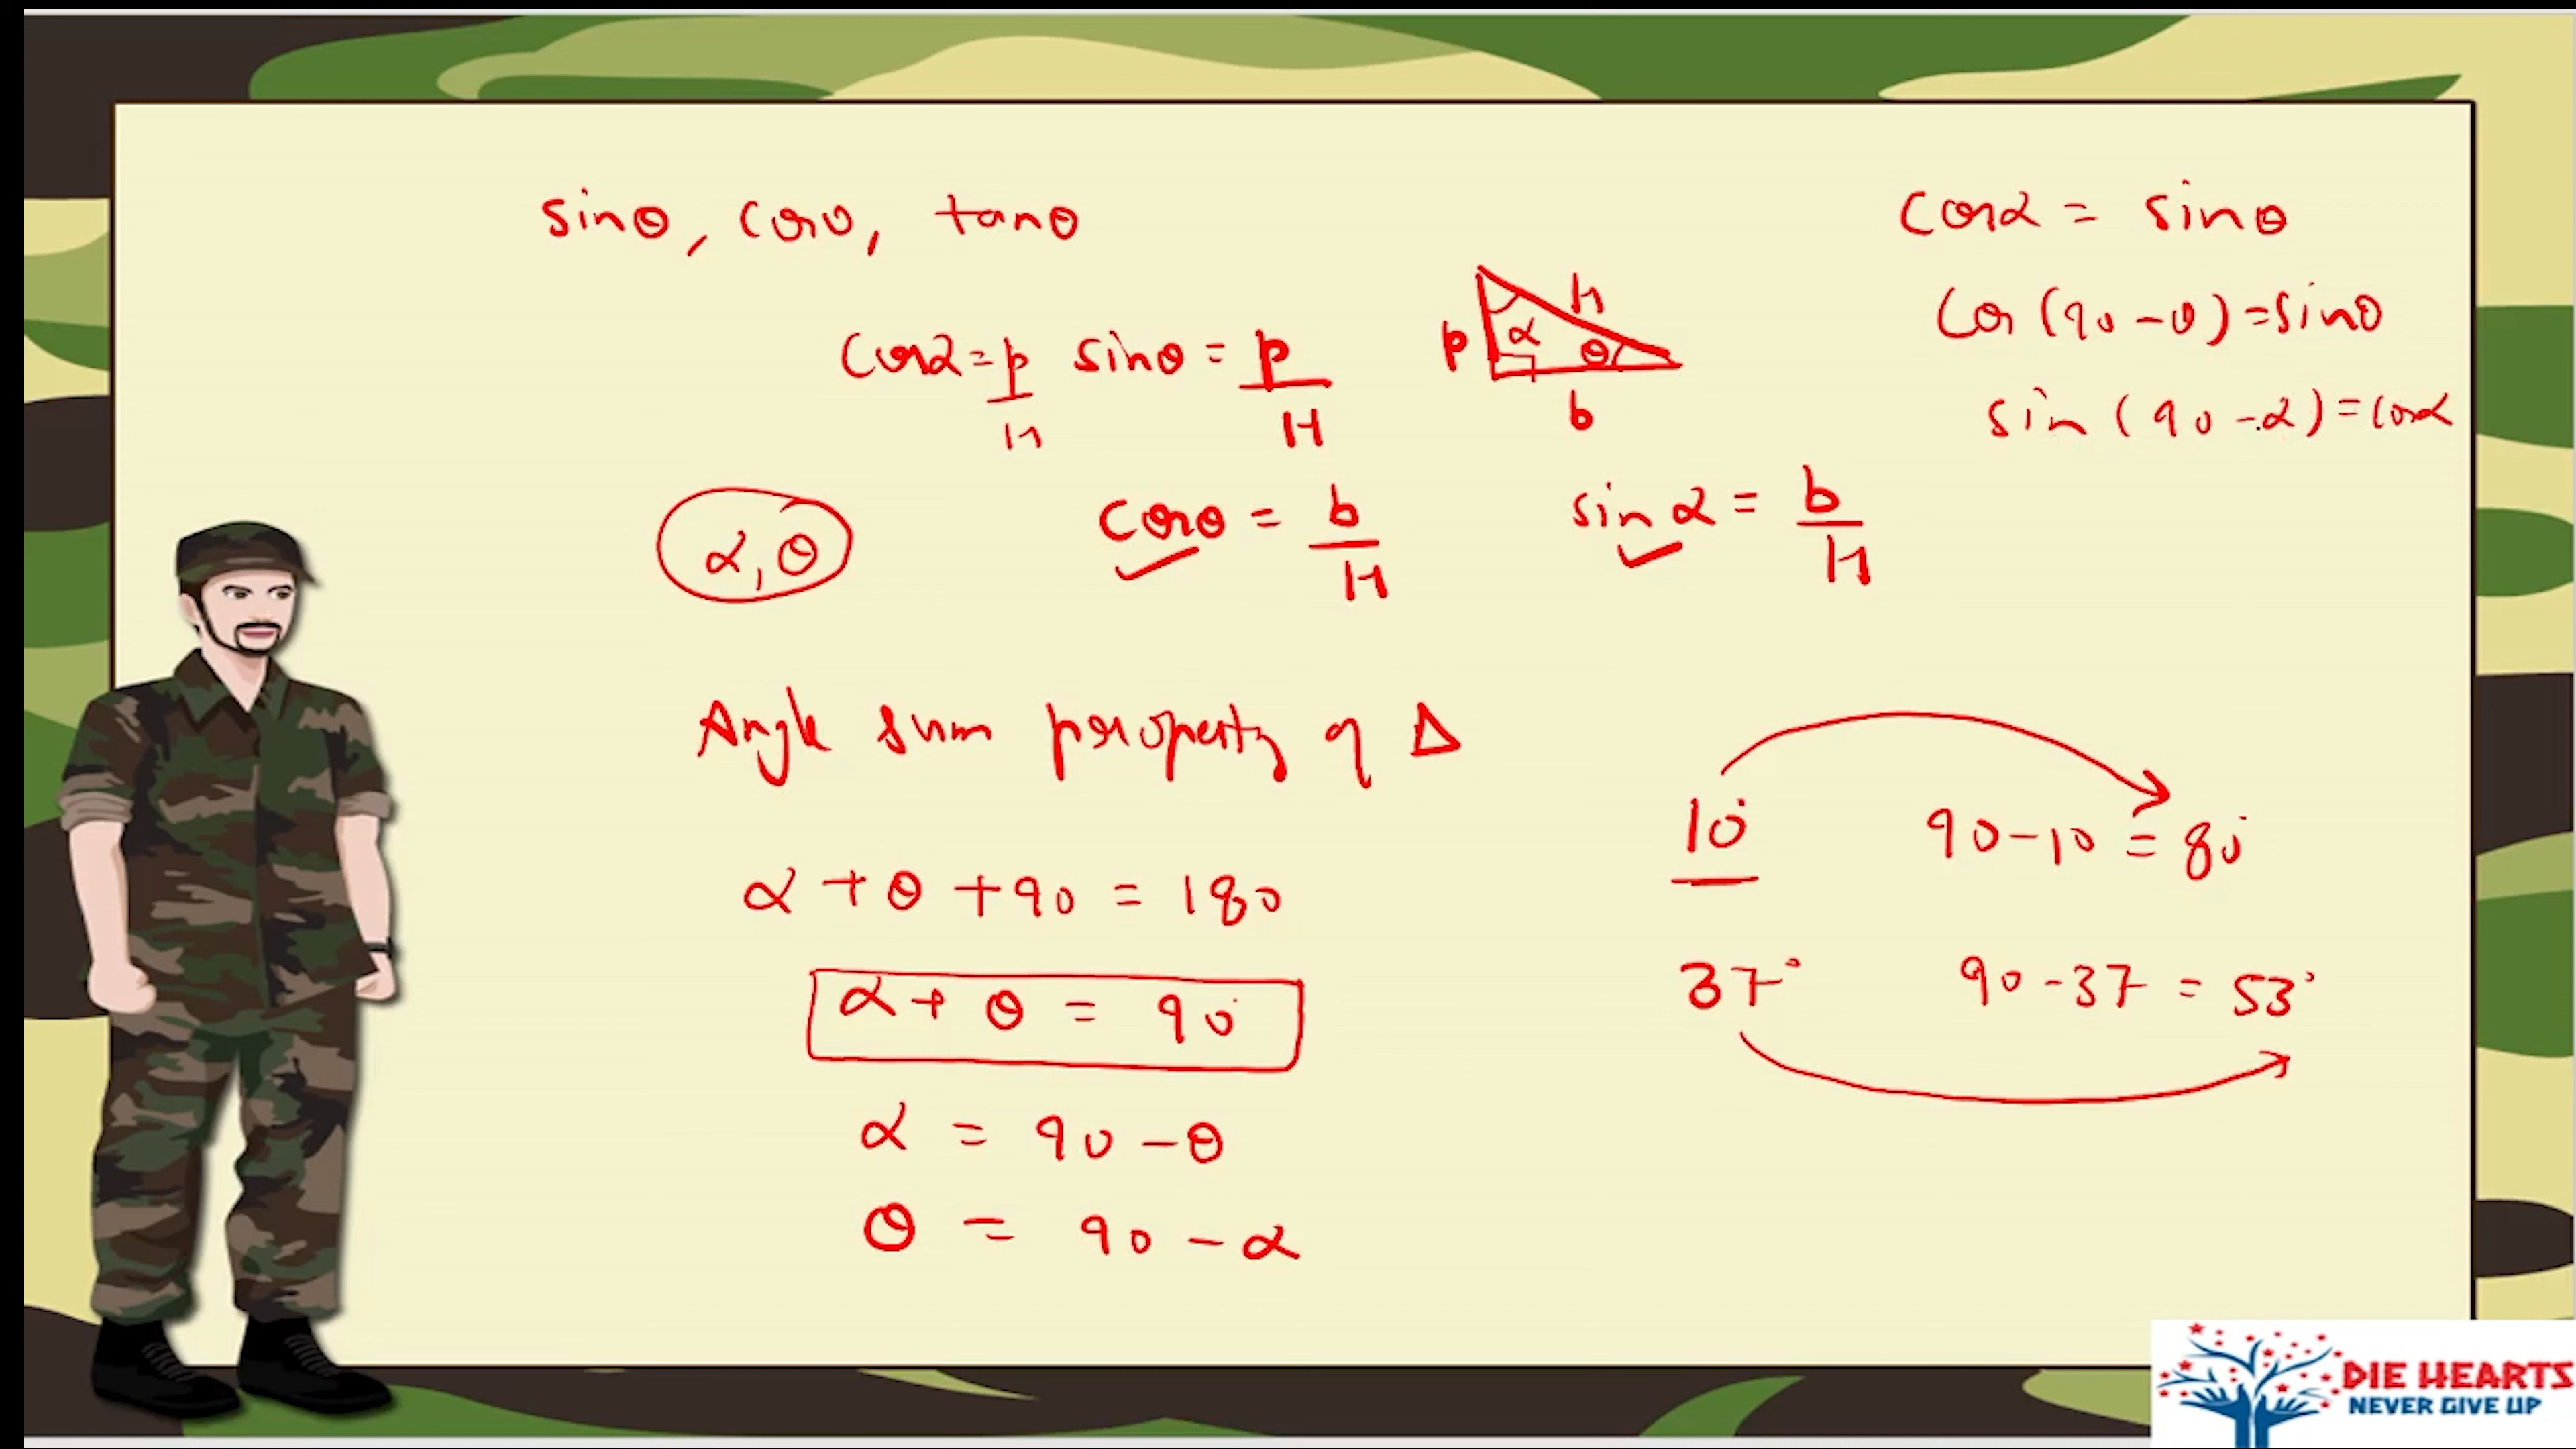 sinθ, cosθ, tanθ
cosα = sinθ
cos(90-θ)=sinθ
sin(90-α)=cosα
H
p
α
θ
b
cosα = p/H sinθ = p/H
α, θ
cosθ = b/H
sinα = b/H
Angle sum property of Δ
10° 90-10 = 80°
α + θ + 90 = 180
37° 90-37 = 53°
α + θ = 90°
α = 90 - θ
θ = 90 - α
DIE HEARTS
NEVER GIVE UP